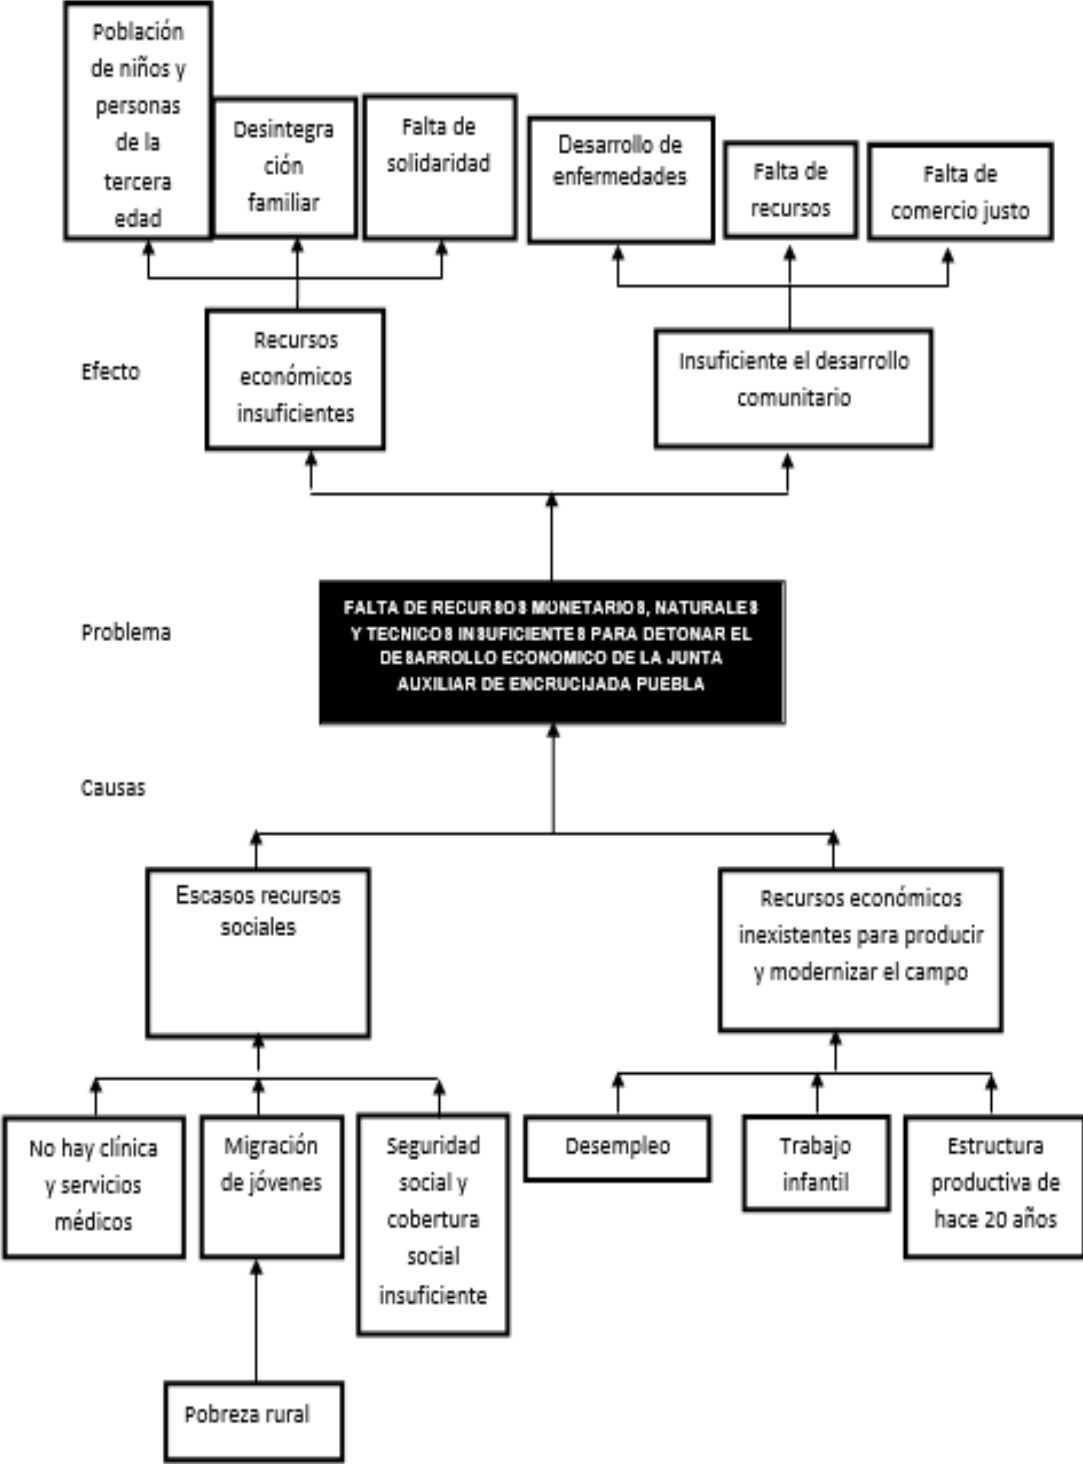 Población
de niños y
personas
de la
tercera
edad
Desintegra
ción
familiar
Falta de
solidaridad
Desarrollo de
enfermedades
Falta de
recursos
Falta de
comercio justo
Efecto
Recursos
económicos
insuficientes
Insuficiente el desarrollo
comunitario
Problema
FALTA DE RECURSOS MONETARIOS, NATURALES
Y TECNICOS INSUFICIENTES PARA DETONAR EL
DESARROLLO ECONOMICO DE LA JUNTA
AUXILIAR DE ENCRUCIJADA PUEBLA
Causas
Escasos recursos
sociales
Recursos económicos
inexistentes para producir
y modernizar el campo
No hay clínica
y servicios
médicos
Migración
de jóvenes
Seguridad
social y
cobertura
social
insuficiente
Desempleo
Trabajo
infantil
Estructura
productiva de
hace 20 años
Pobreza rural